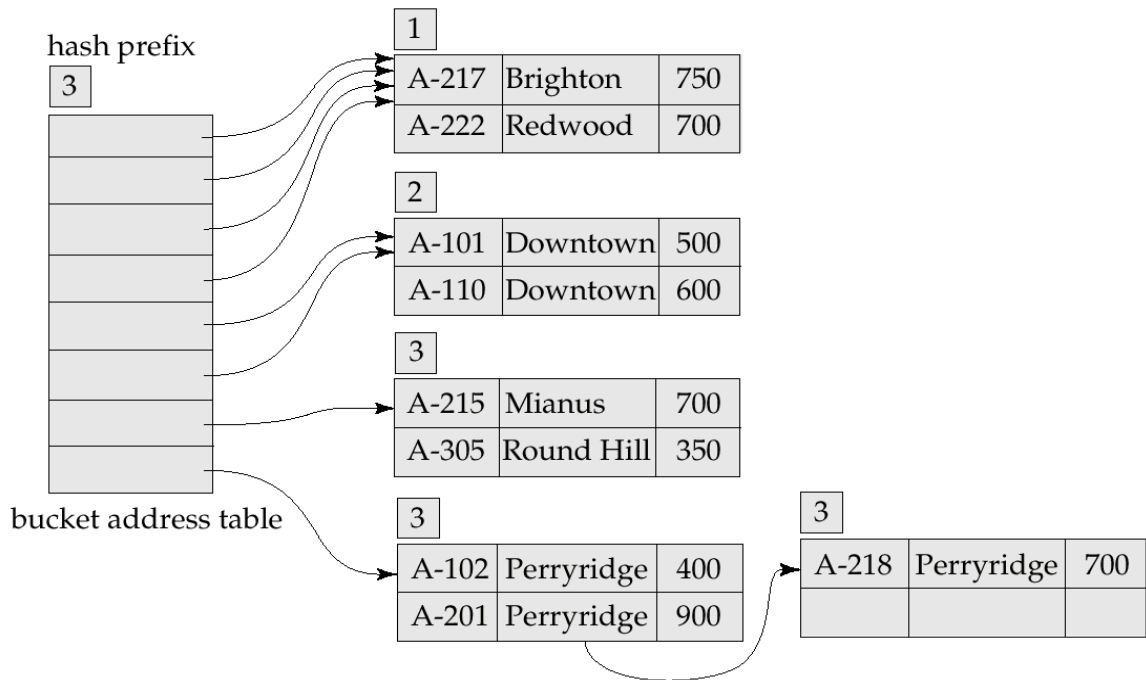 hash prefix
3
bucket address table
1
A-217 Brighton 750
A-222 Redwood 700
2
A-101 Downtown 500
A-110 Downtown 600
3
A-215 Mianus 700
A-305 Round Hill 350
3
A-102 Perryridge 400
A-201 Perryridge 900
3
A-218 Perryridge 700